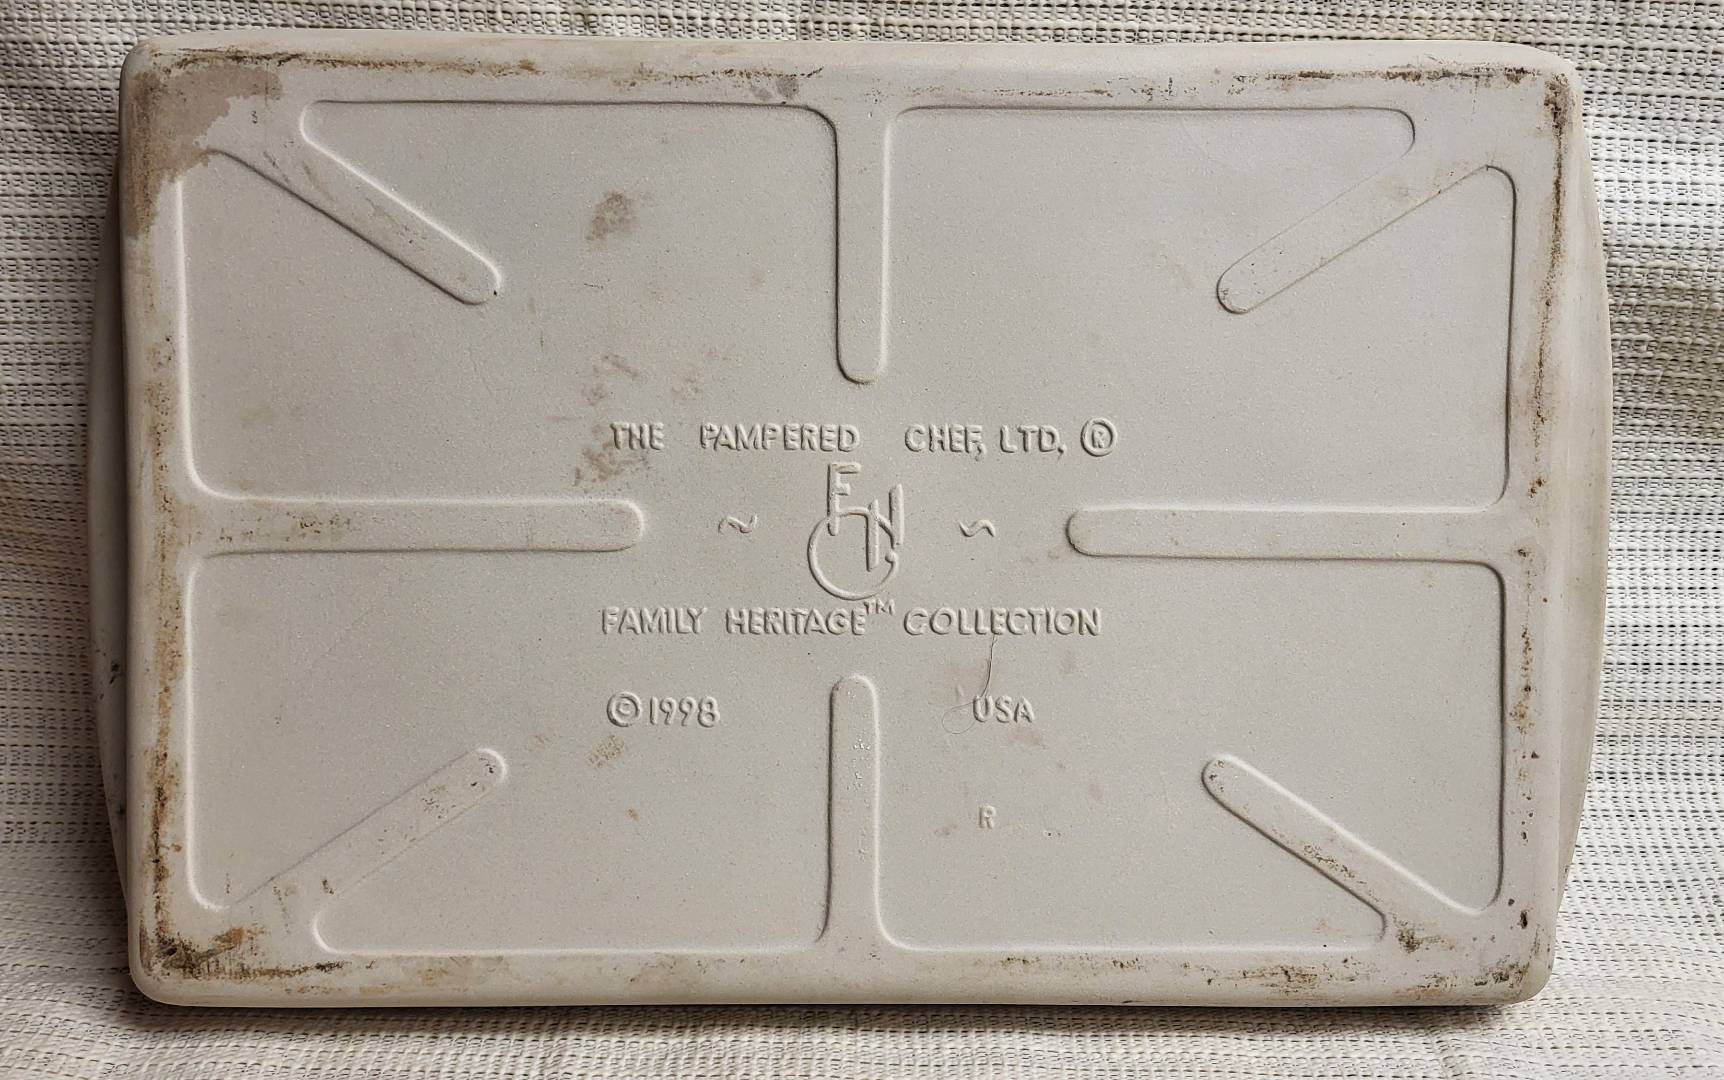 THE PAMPERED CHEF, LTD. ®
~ FH ~
FAMILY HERITAGE™ COLLECTION
©1998 USA
R